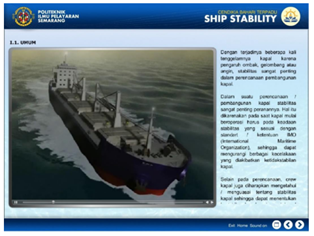 POLITEKNIK
ILMU PELAYARAN
SEMARANG
CENDIKIA BAHARI TERPADU
SHIP STABILITY
1.1. UMUM
Dengan terjadinya beberapa kali
tenggelamnya kapal karena
pengaruh ombak, gelombang atau
angin, stabilitas sangat penting
dalam perencanaan pembangunan
kapal.
Dalam suatu perencanaan /
pembangunan kapal stabilitas
sangat penting peranannya. Hal itu
dikarenakan pada saat kapal mulai
beroperasi harus pada keadaan
stabilitas yang sesuai dengan
standart / ketentuan IMO
(International Maritime
Organization), sehingga dapat
mengurangi berbagai kecelakaan
yang diakibatkan ketidakstabilan
kapal.
Selain pada perencanaan, crew
kapal juga diharapkan mengetahui
/ menguasai tentang stabilitas
kapal sehingga dapat menentukan
Exit Home Sound on